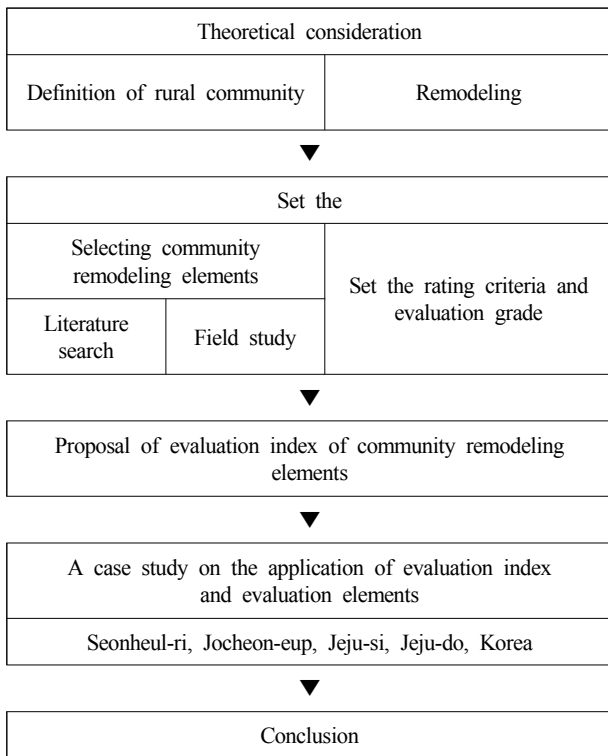 Theoretical consideration
Definition of rural community
Remodeling
Set the
Selecting community
remodeling elements
Literature
search
Field study
Set the rating criteria and
evaluation grade
Proposal of evaluation index of community remodeling
elements
A case study on the application of evaluation index
and evaluation elements
Seonheul-ri, Jocheon-eup, Jeju-si, Jeju-do, Korea
Conclusion